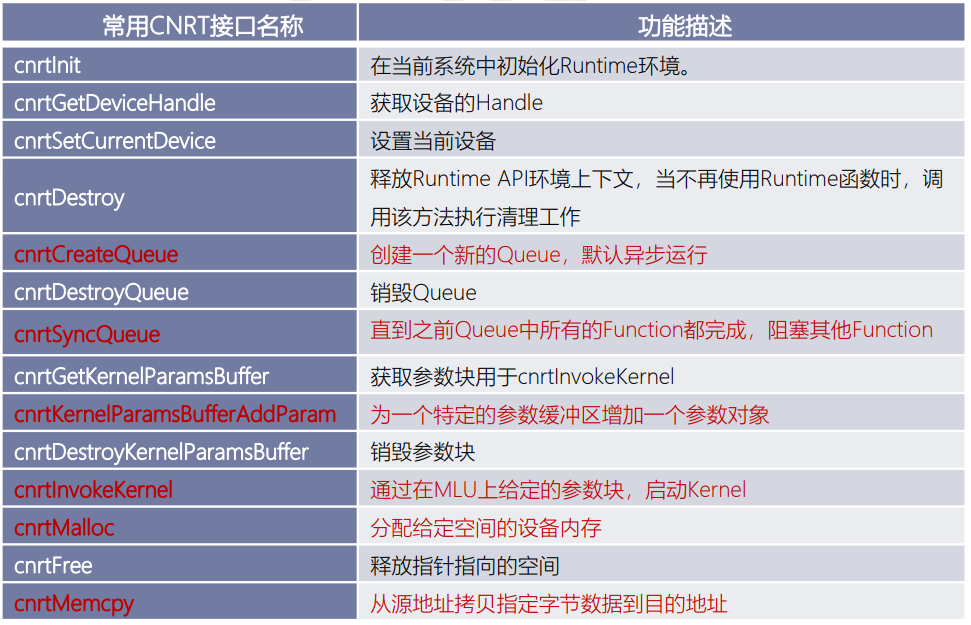 常用CNRT接口名称 功能描述
cnrtInit 在当前系统中初始化Runtime环境。
cnrtGetDeviceHandle 获取设备的Handle
cnrtSetCurrentDevice 设置当前设备
cnrtDestroy 释放Runtime API环境上下文，当不再使用Runtime函数时，调
用该方法执行清理工作
cnrtCreateQueue 创建一个新的Queue，默认异步运行
cnrtDestroyQueue 销毁Queue
cnrtSyncQueue 直到之前Queue中所有的Function都完成，阻塞其他Function
cnrtGetKernelParamsBuffer 获取参数块用于cnrtInvokeKernel
cnrtKernelParamsBufferAddParam 为一个特定的参数缓冲区增加一个参数对象
cnrtDestroyKernelParamsBuffer 销毁参数块
cnrtInvokeKernel 通过在MLU上给定的参数块，启动Kernel
cnrtMalloc 分配给定空间的设备内存
cnrtFree 释放指针指向的空间
cnrtMemcpy 从源地址拷贝指定字节数据到目的地址